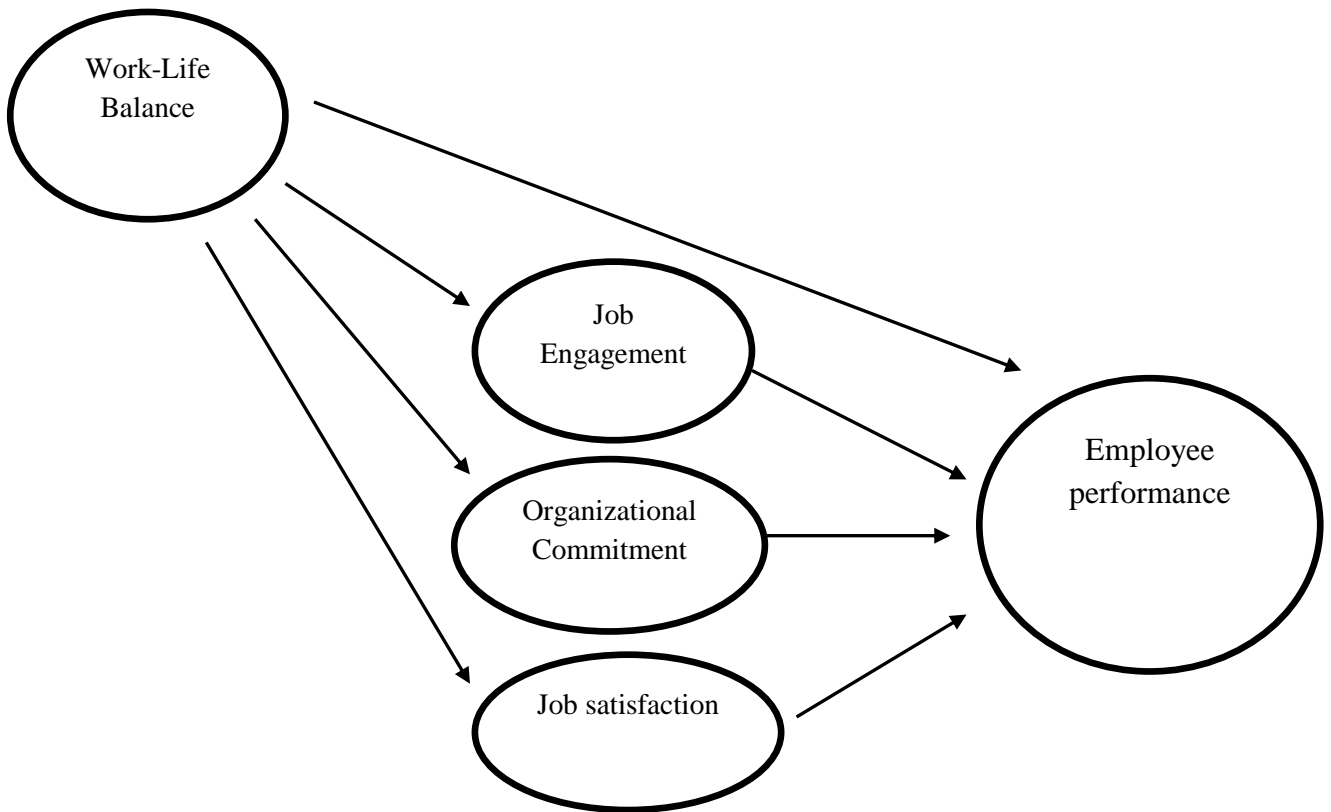 Work-Life
Balance
Job
Engagement
Employee
performance
Organizational
Commitment
Job satisfaction